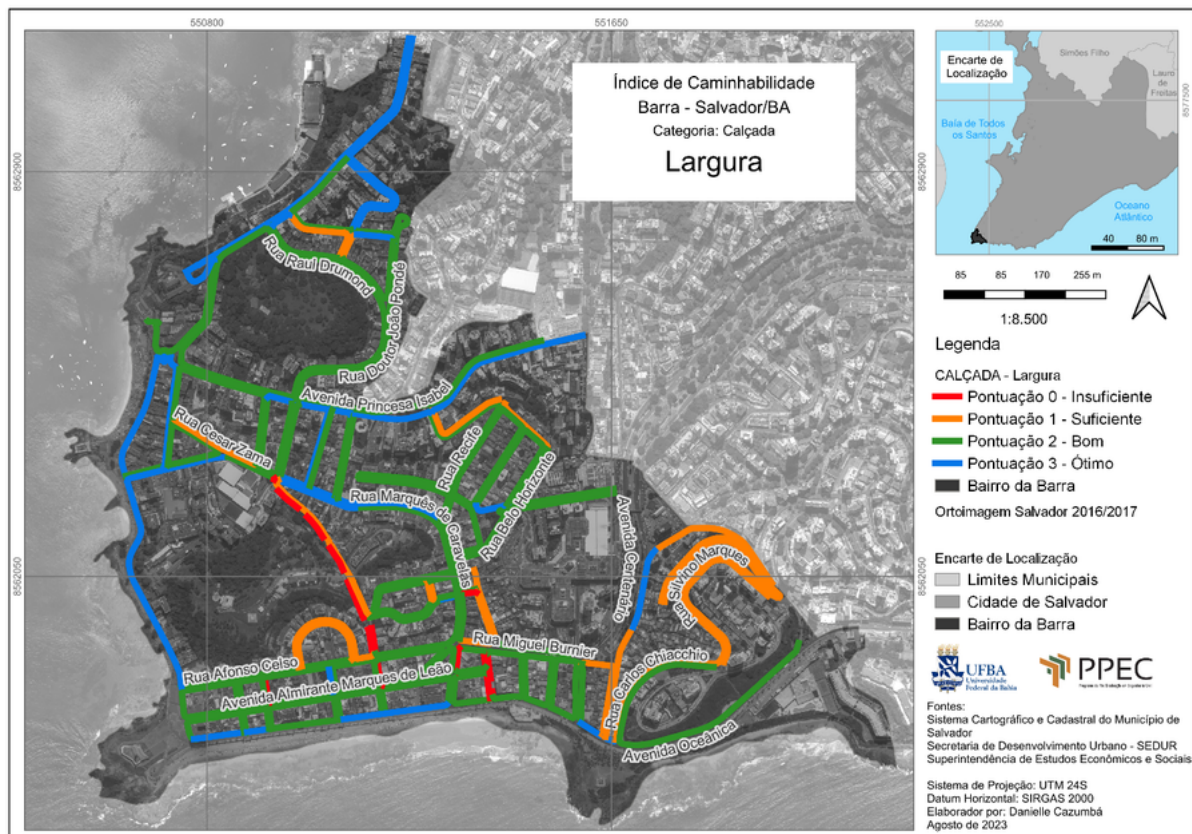 550800
551650
552500
8562900
8562050
8577500
Índice de Caminhabilidade
Barra - Salvador/BA
Categoria: Calçada
Largura
Rua Raul Drumond
Rua Doutor João Pondé
Avenida Princesa Isabel
Rua Cesar Zama
Rua Recife
Rua Belo Horizonte
Rua Marquês de Caravelas
Avenida Centenário
Rua Silvino Marques
Rua Miguel Burnier
Rua Carlos Chiacchio
Rua Afonso Celso
Avenida Almirante Marques de Leão
Avenida Oceânica
Encarte de
Localização
Simões Filho
Lauro
de
Freitas
Baía de Todos
os Santos
Oceano
Atlântico
40 80 m
85 85 170 255 m
1:8.500
Legenda
CALÇADA - Largura
Pontuação 0 - Insuficiente
Pontuação 1 - Suficiente
Pontuação 2 - Bom
Pontuação 3 - Ótimo
Bairro da Barra
Ortoimagem Salvador 2016/2017
Encarte de Localização
Limites Municipais
Cidade de Salvador
Bairro da Barra
UFBA
Universidade
Federal da Bahia
PPEC
Fontes:
Sistema Cartográfico e Cadastral do Município de
Salvador
Secretaria de Desenvolvimento Urbano - SEDUR
Superintendência de Estudos Econômicos e Sociais
Sistema de Projeção: UTM 24S
Datum Horizontal: SIRGAS 2000
Elaborador por: Danielle Cazumbá
Agosto de 2023